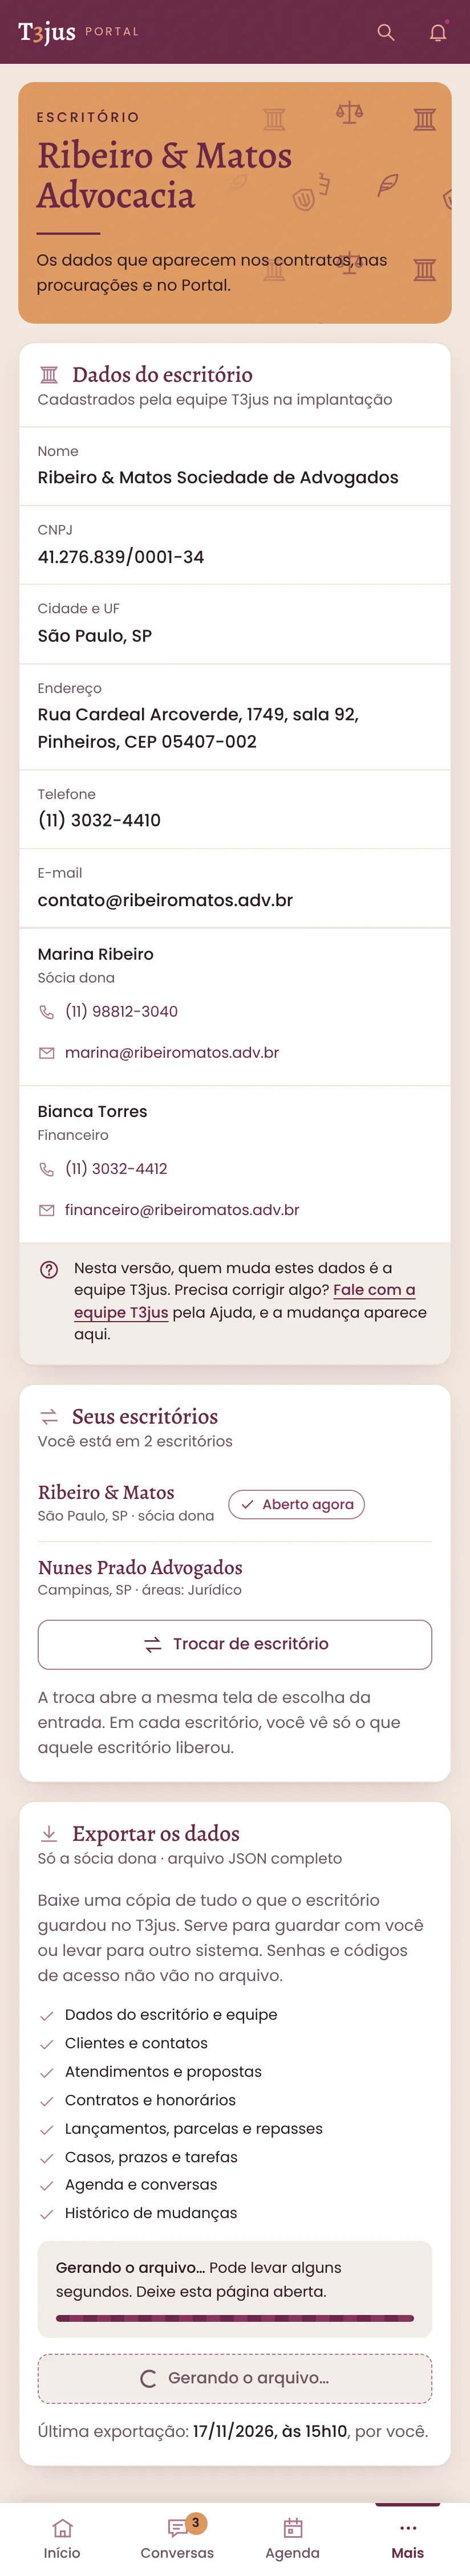 T3jus PORTAL
ESCRITÓRIO
Ribeiro & Matos
Advocacia
Os dados que aparecem nos contratos, nas
procurações e no Portal.
Dados do escritório
Cadastrados pela equipe T3jus na implantação
Nome
Ribeiro & Matos Sociedade de Advogados
CNPJ
41.276.839/0001-34
Cidade e UF
São Paulo, SP
Endereço
Rua Cardeal Arcoverde, 1749, sala 92,
Pinheiros, CEP 05407-002
Telefone
(11) 3032-4410
E-mail
contato@ribeiromatos.adv.br
Marina Ribeiro
Sócia dona
(11) 98812-3040
marina@ribeiromatos.adv.br
Bianca Torres
Financeiro
(11) 3032-4412
financeiro@ribeiromatos.adv.br
Nesta versão, quem muda estes dados é a
equipe T3jus. Precisa corrigir algo? Fale com a
equipe T3jus pela Ajuda, e a mudança aparece
aqui.
Seus escritórios
Você está em 2 escritórios
Ribeiro & Matos
São Paulo, SP · sócia dona
Aberto agora
Nunes Prado Advogados
Campinas, SP · áreas: Jurídico
Trocar de escritório
A troca abre a mesma tela de escolha da
entrada. Em cada escritório, você vê só o que
aquele escritório liberou.
Exportar os dados
Só a sócia dona · arquivo JSON completo
Baixe uma cópia de tudo o que o escritório
guardou no T3jus. Serve para guardar com você
ou levar para outro sistema. Senhas e códigos
de acesso não vão no arquivo.
Dados do escritório e equipe
Clientes e contatos
Atendimentos e propostas
Contratos e honorários
Lançamentos, parcelas e repasses
Casos, prazos e tarefas
Agenda e conversas
Histórico de mudanças
Gerando o arquivo... Pode levar alguns
segundos. Deixe esta página aberta.
Gerando o arquivo...
Última exportação: 17/11/2026, às 15h10, por você.
3
Início Conversas Agenda Mais